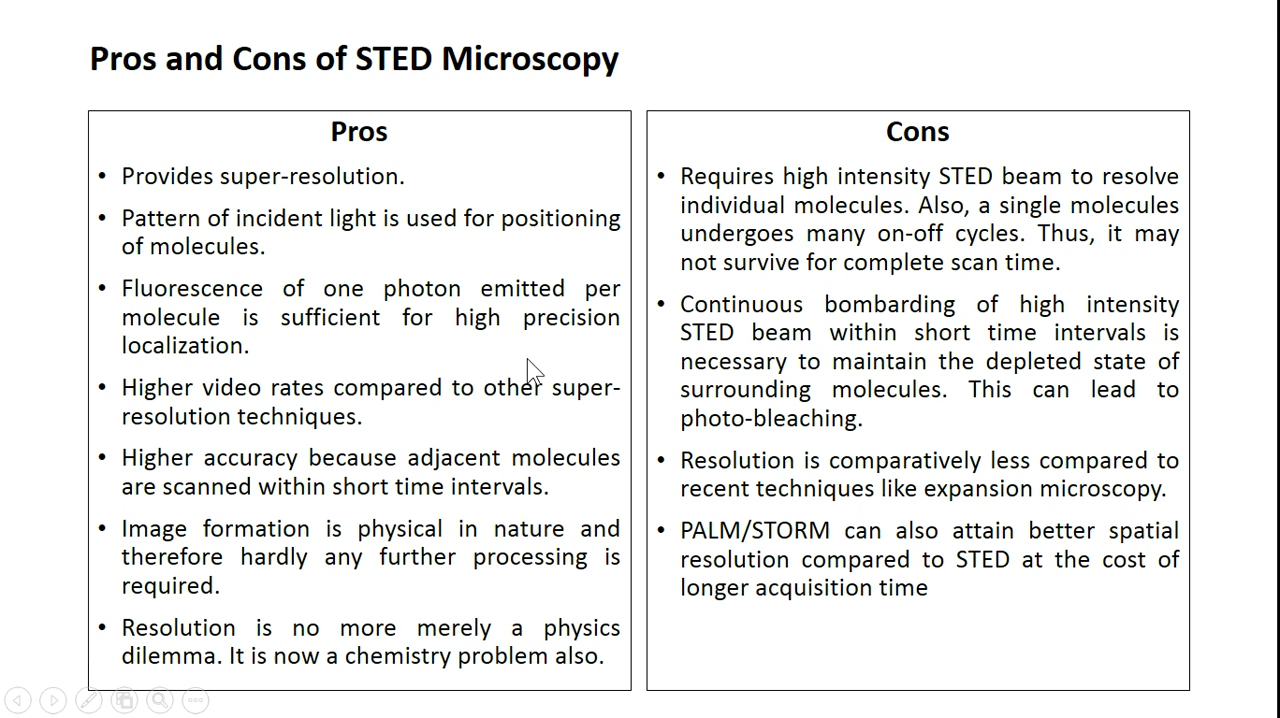 Pros and Cons of STED Microscopy
Pros
• Provides super-resolution.
• Pattern of incident light is used for positioning
of molecules.
• Fluorescence of one photon emitted per
molecule is sufficient for high precision
localization.
• Higher video rates compared to other super-
resolution techniques.
• Higher accuracy because adjacent molecules
are scanned within short time intervals.
• Image formation is physical in nature and
therefore hardly any further processing is
required.
• Resolution is no more merely a physics
dilemma. It is now a chemistry problem also.
Cons
• Requires high intensity STED beam to resolve
individual molecules. Also, a single molecules
undergoes many on-off cycles. Thus, it may
not survive for complete scan time.
• Continuous bombarding of high intensity
STED beam within short time intervals is
necessary to maintain the depleted state of
surrounding molecules. This can lead to
photo-bleaching.
• Resolution is comparatively less compared to
recent techniques like expansion microscopy.
• PALM/STORM can also attain better spatial
resolution compared to STED at the cost of
longer acquisition time